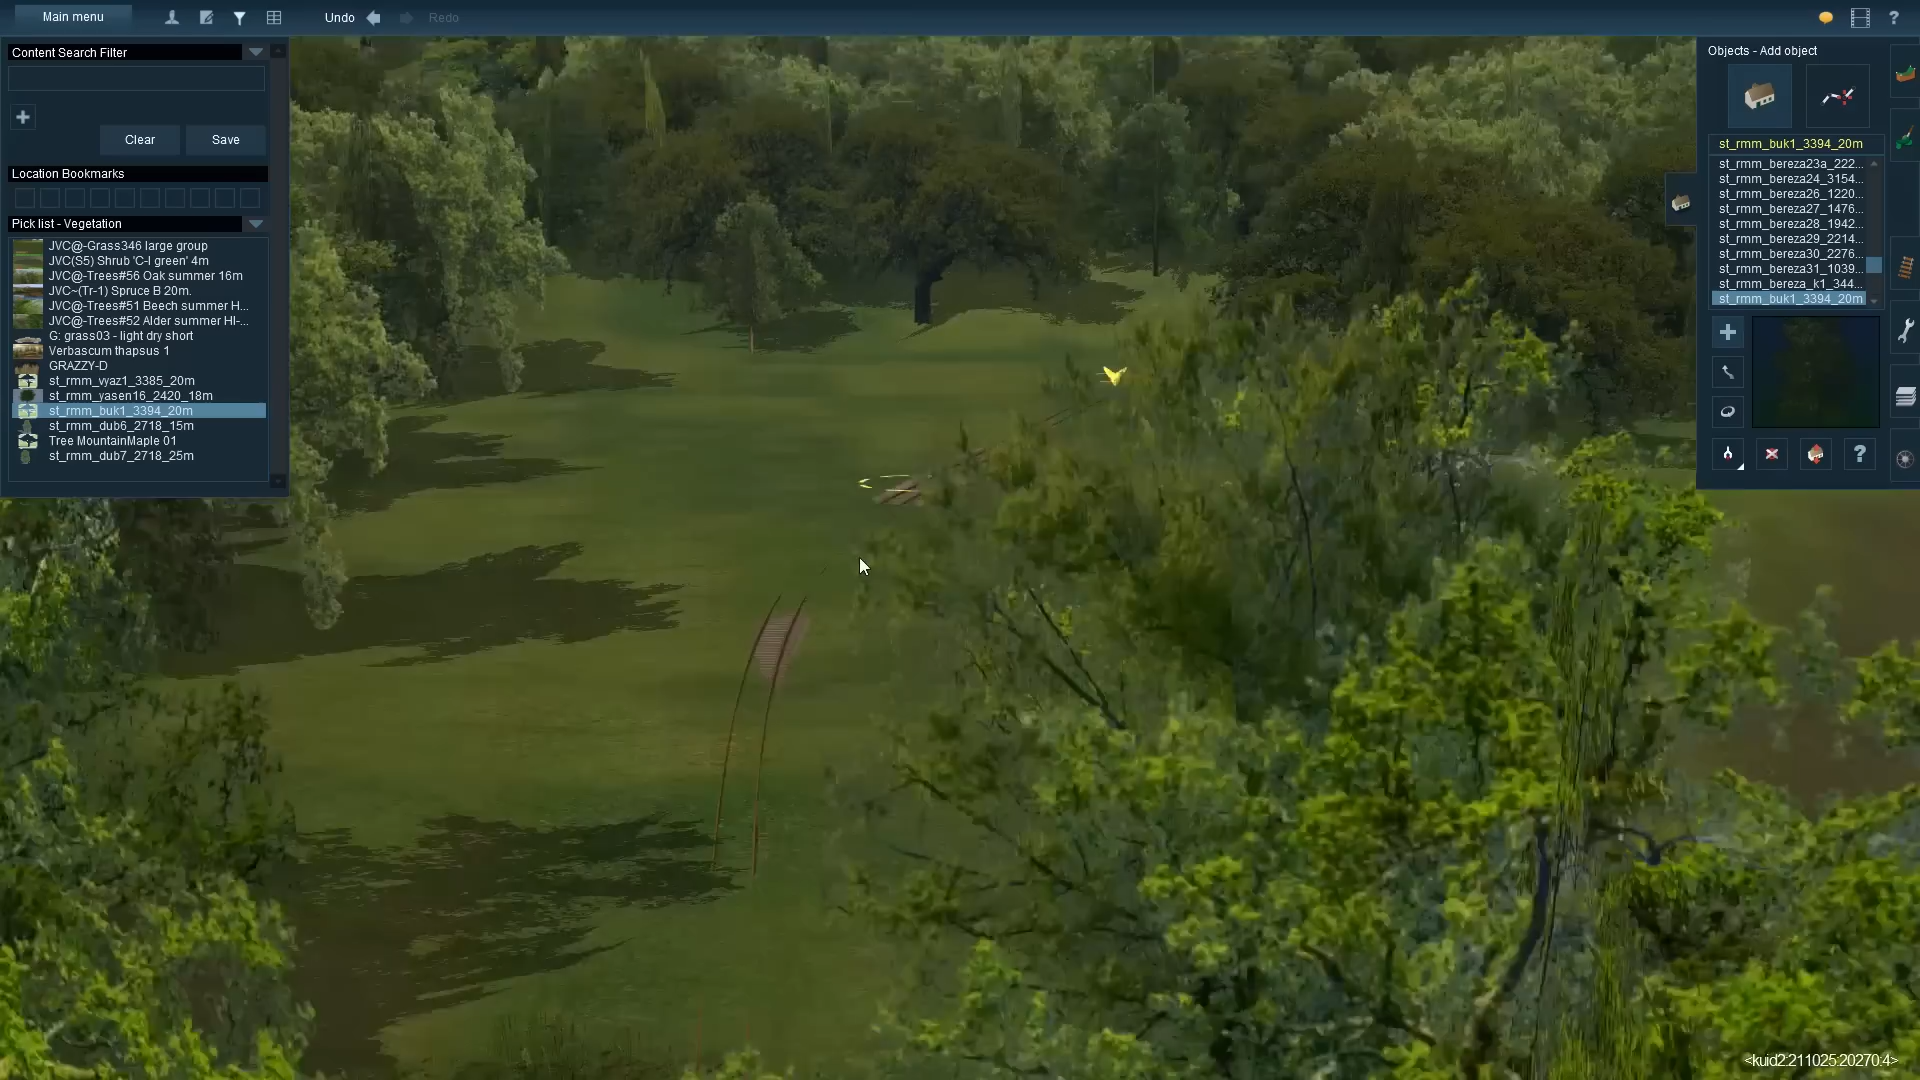 Main menu
Undo
Redo
?
Content Search Filter
Clear
Save
Location Bookmarks
Pick list - Vegetation
JVC@-Grass346 large group
JVC(S5) Shrub 'C-I green' 4m
JVC@-Trees#56 Oak summer 16m
JVC~(Tr-1) Spruce B 20m.
JVC@-Trees#51 Beech summer H...
JVC@-Trees#52 Alder summer HI-...
G: grass03 - light dry short
Verbascum thapsus 1
GRAZZY-D
st_rmm_vyaz1_3385_20m
st_rmm_yasen16_2420_18m
st_rmm_buk1_3394_20m
st_rmm_dub6_2718_15m
Tree MountainMaple 01
st_rmm_dub7_2718_25m
Objects - Add object
st_rmm_buk1_3394_20m
st_rmm_bereza23a_222...
st_rmm_bereza24_3154...
st_rmm_bereza26_1220...
st_rmm_bereza27_1476...
st_rmm_bereza28_1942...
st_rmm_bereza29_2214...
st_rmm_bereza30_2276...
st_rmm_bereza31_1039...
st_rmm_bereza_k1_344...
st_rmm_buk1_3394_20m
?
<kuid2:211025:20270:4>